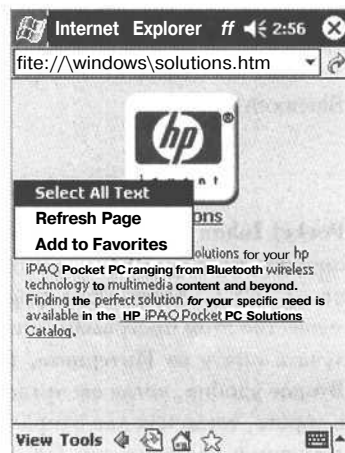 Internet Explorer ff 2:56
fite://\windows\solutions.htm
hp
i n v e n t
Select All Text
Refresh Page
Add to Favorites
ons
olutions for your hp
iPAQ Pocket PC ranging from Bluetooth wireless
technology to multimedia content and beyond.
Finding the perfect solution for your specific need is
available in the HP iPAQ Pocket PC Solutions
Catalog.
View Tools